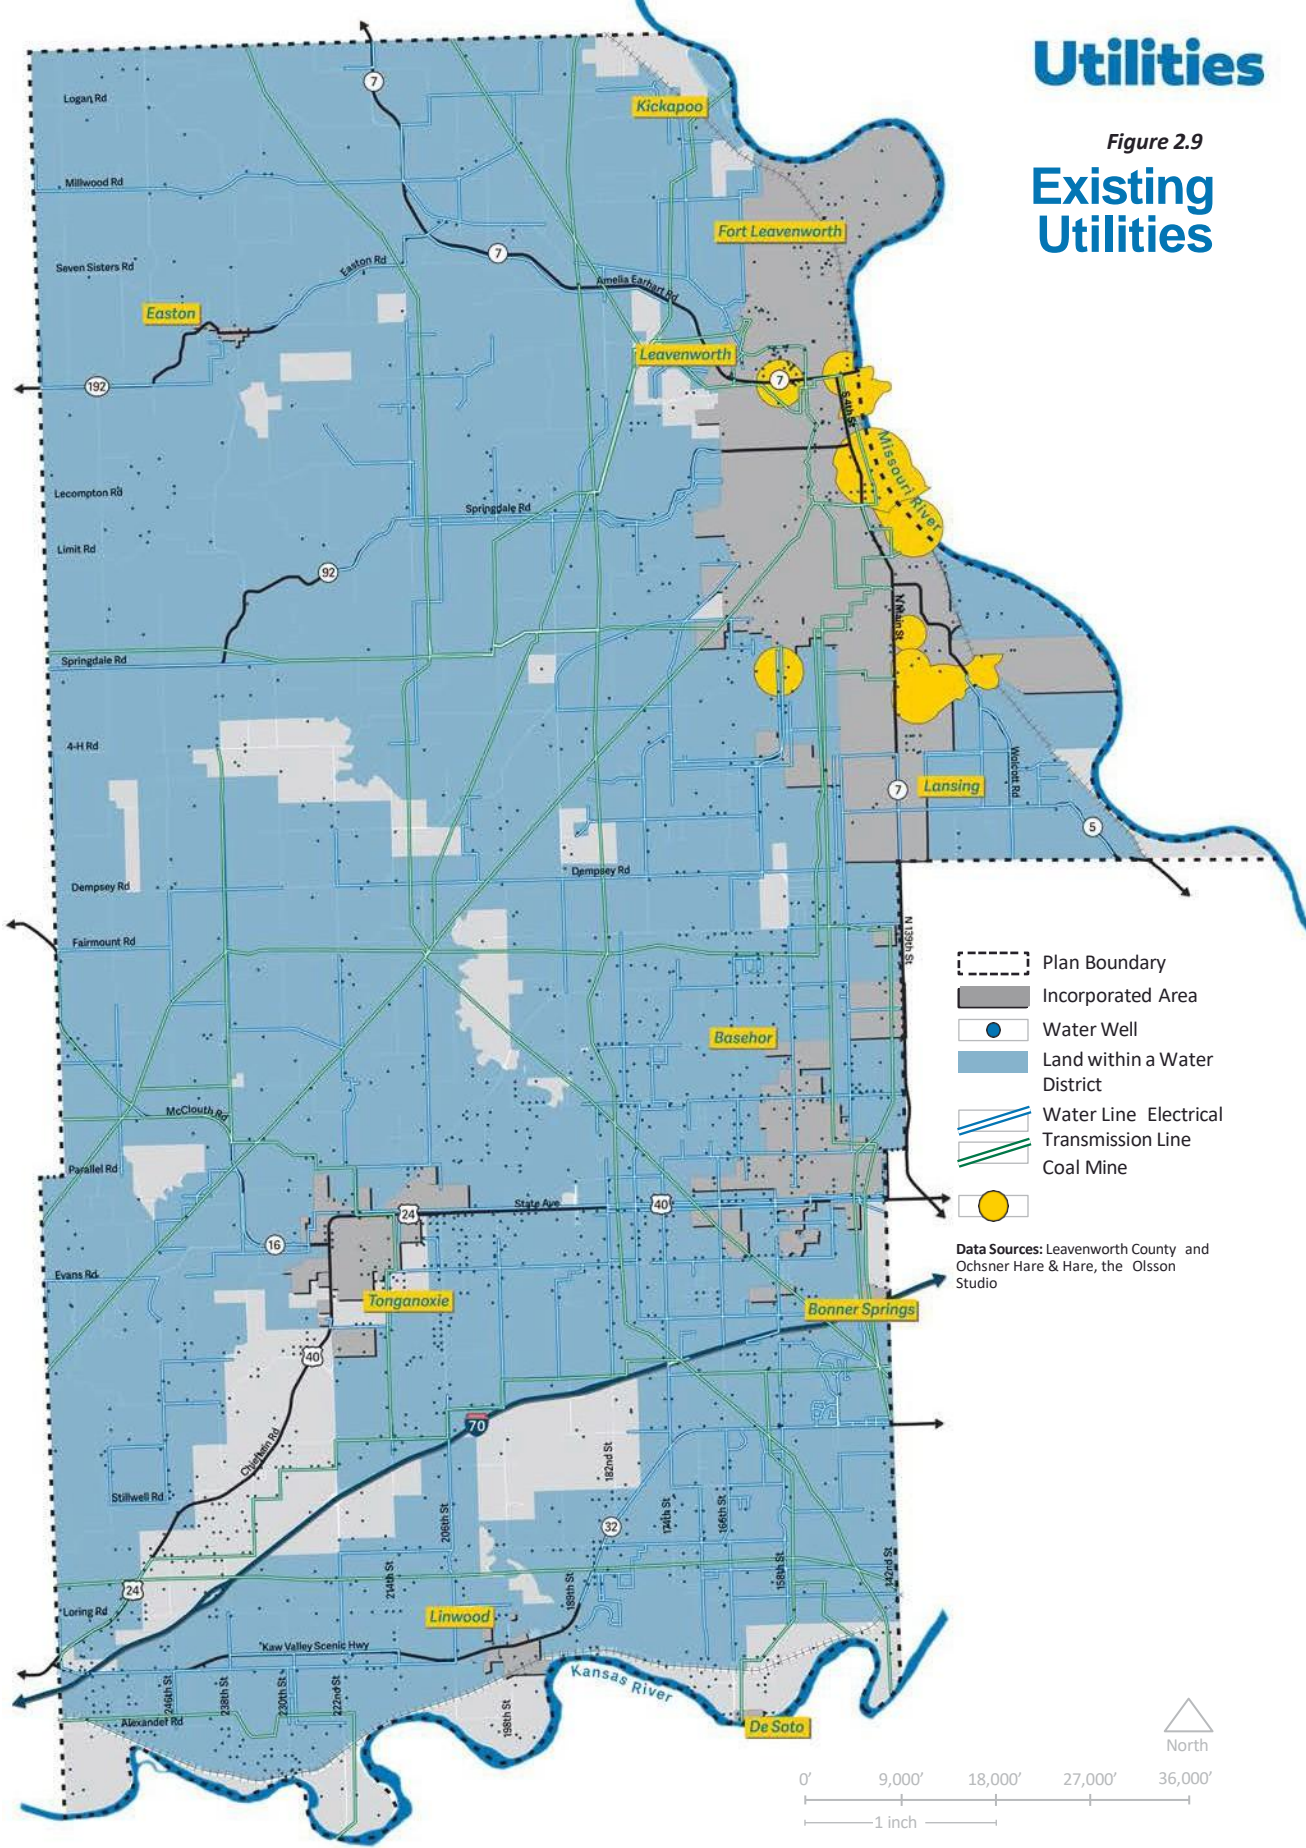 Utilities
Figure 2.9
Existing
Utilities
7
Logan Rd
Kickapoo
Millwood Rd
Fort Leavenworth
7
Seven Sisters Rd
Easton Rd
Amelia Earhart Rd
Easton
Leavenworth
192
7
S 4th St
Missouri River
Lecompton Rd
Springdale Rd
Limit Rd
92
N Main St
Springdale Rd
4-H Rd
Wolcott Rd
7
Lansing
5
Dempsey Rd
Dempsey Rd
Fairmount Rd
N 139th St
Plan Boundary
Incorporated Area
Water Well
Land within a Water
District
Water Line Electrical
Transmission Line
Coal Mine
Basehor
McClouth Rd
Parallel Rd
State Ave
40
24
16
Evans Rd
Tonganoxie
Bonner Springs
Data Sources: Leavenworth County and
Ochsner Hare & Hare, the Olsson
Studio
40
70
Chieftain Rd
182nd St
Stillwell Rd
206th St
174th St
166th St
32
24
214th St
189th St
158th St
142nd St
Loring Rd
Linwood
Kaw Valley Scenic Hwy
Kansas River
246th St
238th St
230th St
222nd St
198th St
Alexander Rd
De Soto
North
0'
9,000'
18,000'
27,000'
36,000'
1 inch